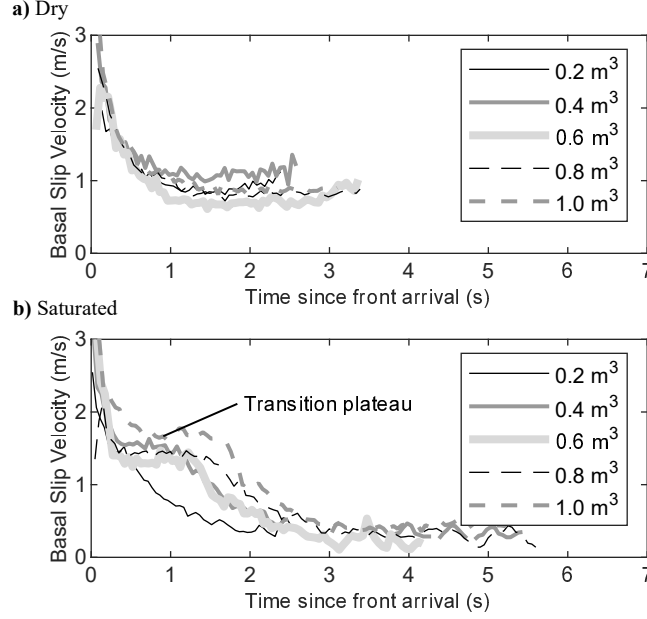 a) Dry
3
2
1
0
Basal Slip Velocity (m/s)
0.2 m³
0.4 m³
0.6 m³
0.8 m³
1.0 m³
0 1 2 3 4 5 6 7
Time since front arrival (s)
b) Saturated
3
2
1
0
Basal Slip Velocity (m/s)
Transition plateau
0.2 m³
0.4 m³
0.6 m³
0.8 m³
1.0 m³
0 1 2 3 4 5 6 7
Time since front arrival (s)